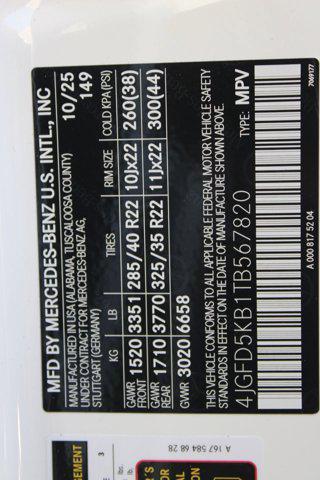 MFD BY MERCEDES-BENZ U.S. INTL., INC
MANUFACTURED IN USA (ALABAMA, TUSCALOOSA COUNTY) 10/25
UNDER CONTRACT FOR MERCEDES-BENZ AG, 149
STUTTGART (GERMANY)
KG LB TIRES RIM SIZE COLD KPA(PSI)
GAWR FRONT 1520 3351 285/40 R22 10Jx22 260(38)
GAWR REAR 1710 3770 325/35 R22 11Jx22 300(44)
GVWR 3020 6658
THIS VEHICLE CONFORMS TO ALL APPLICABLE FEDERAL MOTOR VEHICLE SAFETY
STANDARDS IN EFFECT ON THE DATE OF MANUFACTURE SHOWN ABOVE.
4JGFD5KB1TB567820 TYPE: MPV
A 000 817 52 04
7069177
A 167 584 68 28
3
lbs.
lbs.